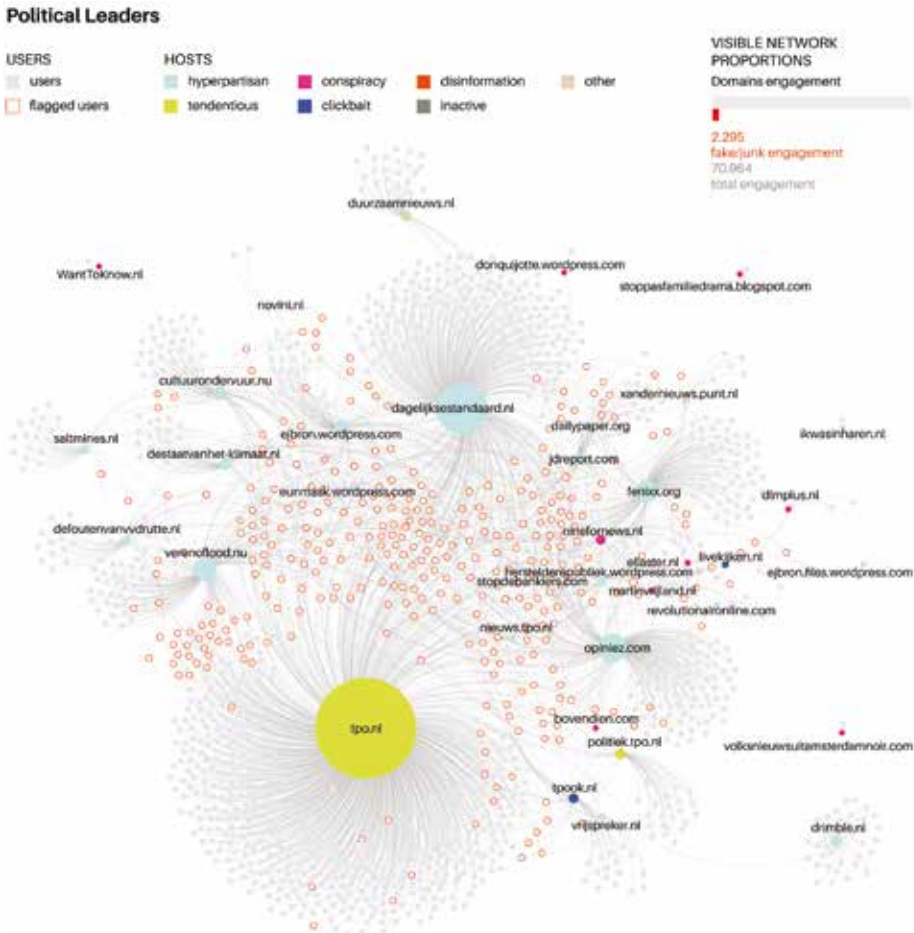 Political Leaders
USERS
users
flagged users
HOSTS
hyperpartisan
conspiracy
disinformation
other
tendentious
clickbait
inactive
VISIBLE NETWORK
PROPORTIONS
Domains engagement
2.295
fake/junk engagement
70.964
total engagement
duurzaamnieuws.nl
WantToKnow.nl
donquijotte.wordpress.com
stoppasfamiliedrama.blogspot.com
novini.nl
cultuurondervuur.nu
xandernieuws.punt.nl
dagelijksestandaard.nl
dailypaper.org
saltmines.nl
ejbron.wordpress.com
ikwasinharen.nl
destaatvanhet-klimaat.nl
jdreport.com
eunmask.wordpress.com
fenixx.org
dlmplus.nl
defoutenvanvvdrutte.nl
ninefornews.nl
verenoflood.nu
ellaster.nl
livekijken.nl
herstelderepubliek.wordpress.com
ejbron.files.wordpress.com
stopdebankiers.com
martinvrijland.nl
revolutionaironline.com
nieuws.tpo.nl
opiniez.com
tpo.nl
bovendien.com
politiek.tpo.nl
volksnieuwsuitamsterdamnoir.com
tpook.nl
vrijspreker.nl
drimble.nl